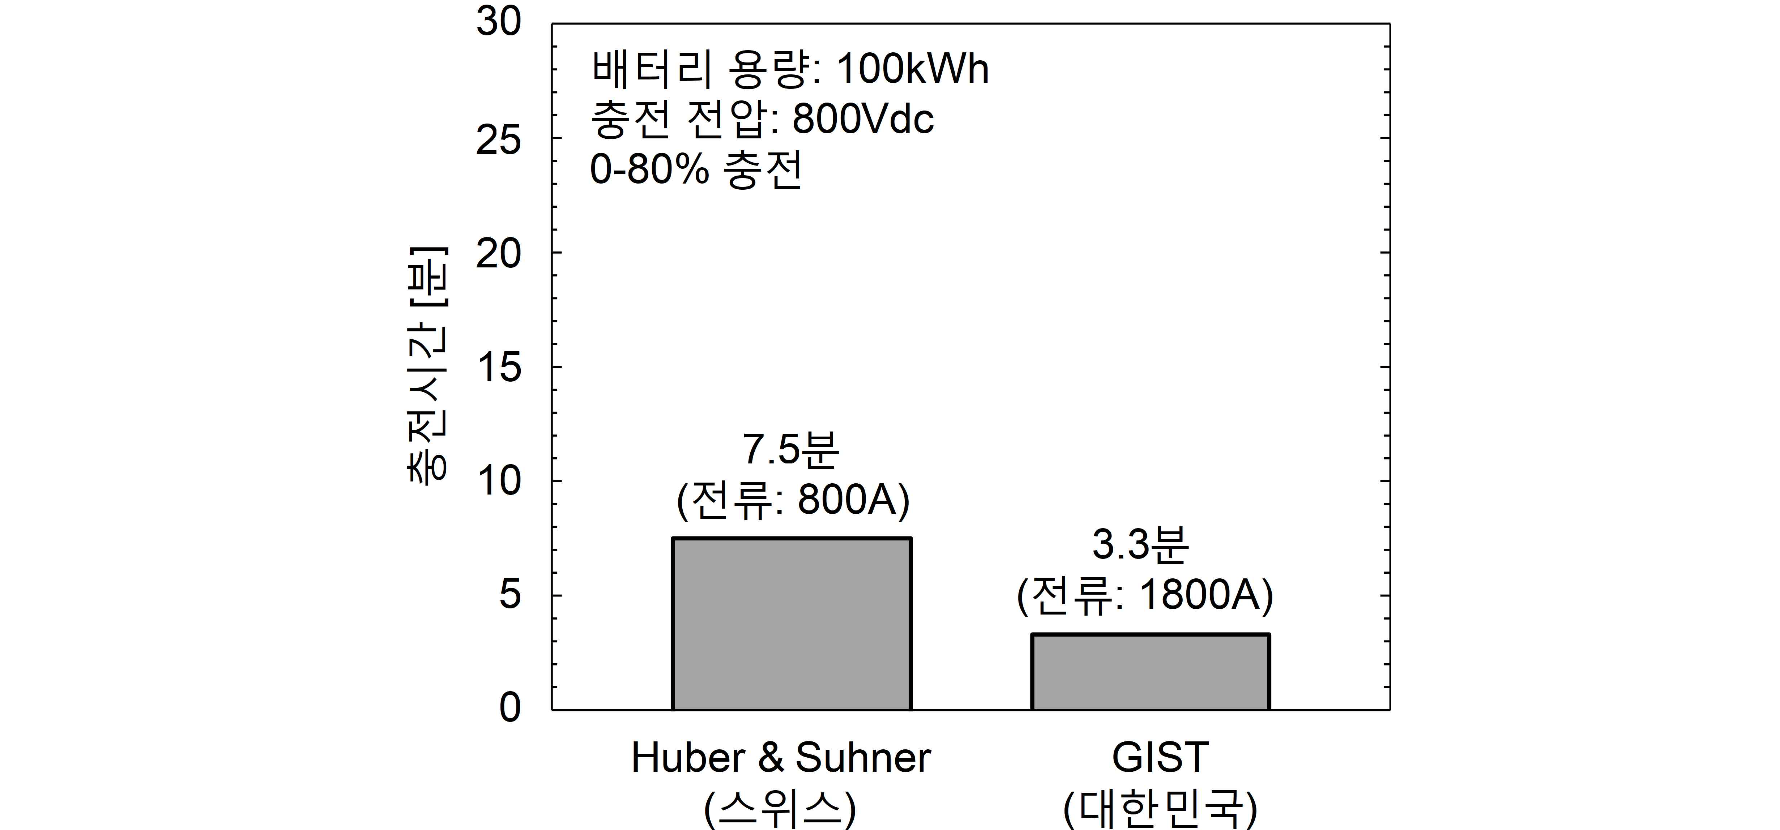 30
25
20
15
10
5
0
충전시간 [분]
배터리 용량: 100kWh
충전 전압: 800Vdc
0-80% 충전
7.5분
(전류: 800A)
3.3분
(전류: 1800A)
Huber & Suhner
(스위스)
GIST
(대한민국)